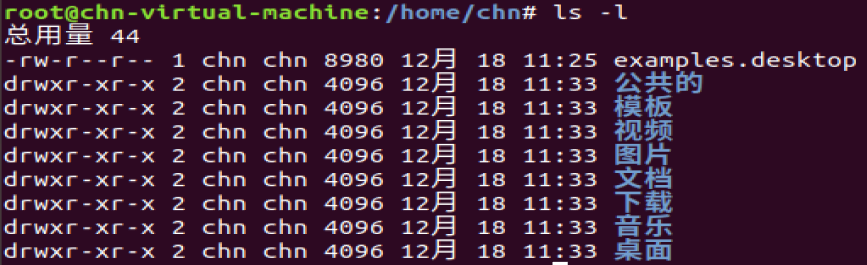 root@chn-virtual-machine:/home/chn# ls -l
总用量 44
-rw-r--r-- 1 chn chn 8980 12月 18 11:25 examples.desktop
drwxr-xr-x 2 chn chn 4096 12月 18 11:33 公共的
drwxr-xr-x 2 chn chn 4096 12月 18 11:33 模板
drwxr-xr-x 2 chn chn 4096 12月 18 11:33 视频
drwxr-xr-x 2 chn chn 4096 12月 18 11:33 图片
drwxr-xr-x 2 chn chn 4096 12月 18 11:33 文档
drwxr-xr-x 2 chn chn 4096 12月 18 11:33 下载
drwxr-xr-x 2 chn chn 4096 12月 18 11:33 音乐
drwxr-xr-x 2 chn chn 4096 12月 18 11:33 桌面